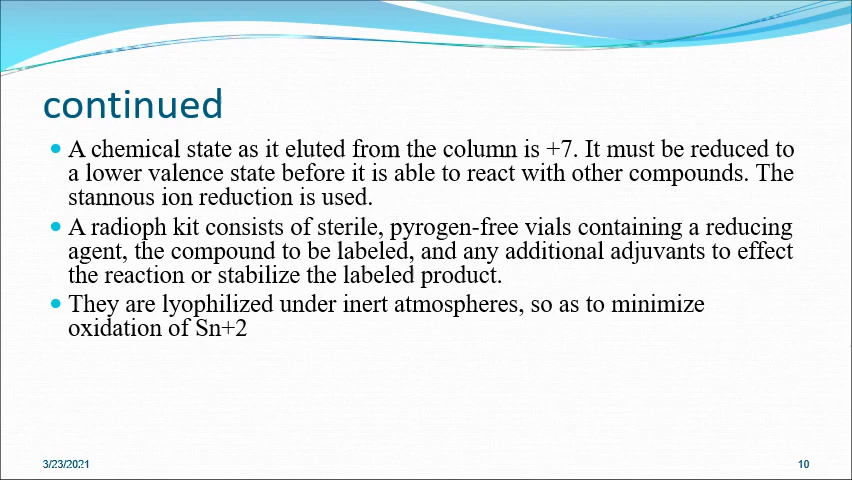 continued
A chemical state as it eluted from the column is +7. It must be reduced to
a lower valence state before it is able to react with other compounds. The
stannous ion reduction is used.
A radioph kit consists of sterile, pyrogen-free vials containing a reducing
agent, the compound to be labeled, and any additional adjuvants to effect
the reaction or stabilize the labeled product.
They are lyophilized under inert atmospheres, so as to minimize
oxidation of Sn+2
3/23/2021
10